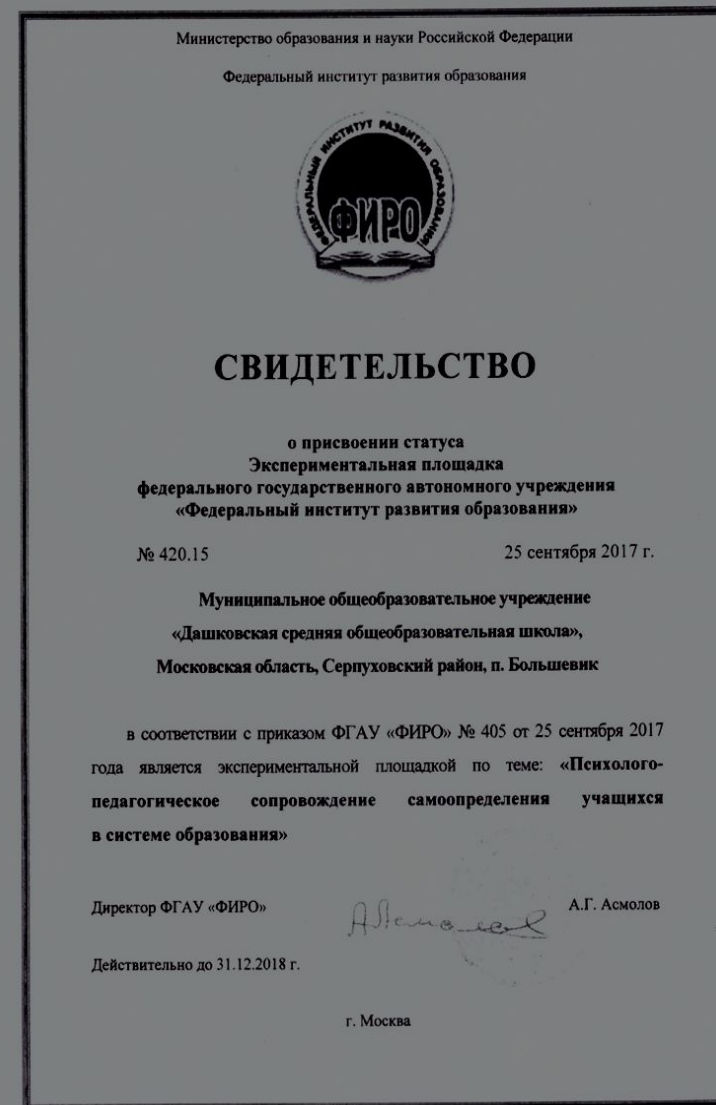 Министерство образования и науки Российской Федерации
Федеральный институт развития образования
ФЕДЕРАЛЬНЫЙ ИНСТИТУТ РАЗВИТИЯ ОБРАЗОВАНИЯ
ФИРО
СВИДЕТЕЛЬСТВО
о присвоении статуса
Экспериментальная площадка
федерального государственного автономного учреждения
«Федеральный институт развития образования»
№ 420.15 25 сентября 2017 г.
Муниципальное общеобразовательное учреждение
«Дашковская средняя общеобразовательная школа»,
Московская область, Серпуховский район, п. Большевик
в соответствии с приказом ФГАУ «ФИРО» № 405 от 25 сентября 2017
года является экспериментальной площадкой по теме: «Психолого-
педагогическое сопровождение самоопределения учащихся
в системе образования»
Директор ФГАУ «ФИРО» А.Г. Асмолов
Действительно до 31.12.2018 г.
г. Москва